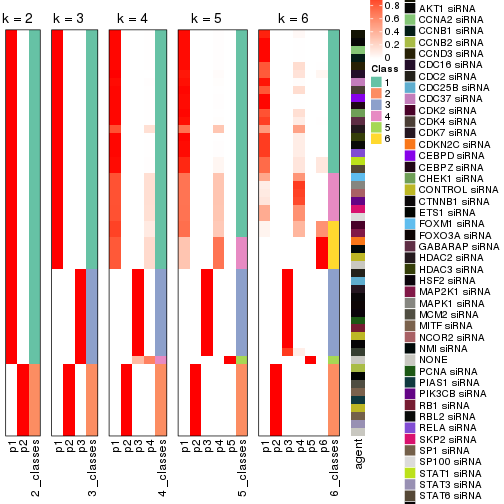 k = 2
k = 3
k = 4
k = 5
k = 6
0.8
0.6
0.4
0.2
0
Class
1
2
3
4
5
6
p1
p2
2_classes
p1
p2
p3
3_classes
p1
p2
p3
p4
4_classes
p1
p2
p3
p4
p5
5_classes
p1
p2
p3
p4
p5
p6
6_classes
agent
AKT1 siRNA
CCNA2 siRNA
CCNB1 siRNA
CCNB2 siRNA
CCND3 siRNA
CDC16 siRNA
CDC2 siRNA
CDC25B siRNA
CDC37 siRNA
CDK2 siRNA
CDK4 siRNA
CDK7 siRNA
CDKN2C siRNA
CEBPD siRNA
CEBPZ siRNA
CHEK1 siRNA
CONTROL siRNA
CTNNB1 siRNA
ETS1 siRNA
FOXM1 siRNA
FOXO3A siRNA
GABARAP siRNA
HDAC2 siRNA
HDAC3 siRNA
HSF2 siRNA
MAP2K1 siRNA
MAPK1 siRNA
MCM2 siRNA
MITF siRNA
NCOR2 siRNA
NMI siRNA
NONE
PCNA siRNA
PIAS1 siRNA
PIK3CB siRNA
RB1 siRNA
RBL2 siRNA
RELA siRNA
SKP2 siRNA
SP1 siRNA
SP100 siRNA
STAT1 siRNA
STAT3 siRNA
STAT6 siRNA